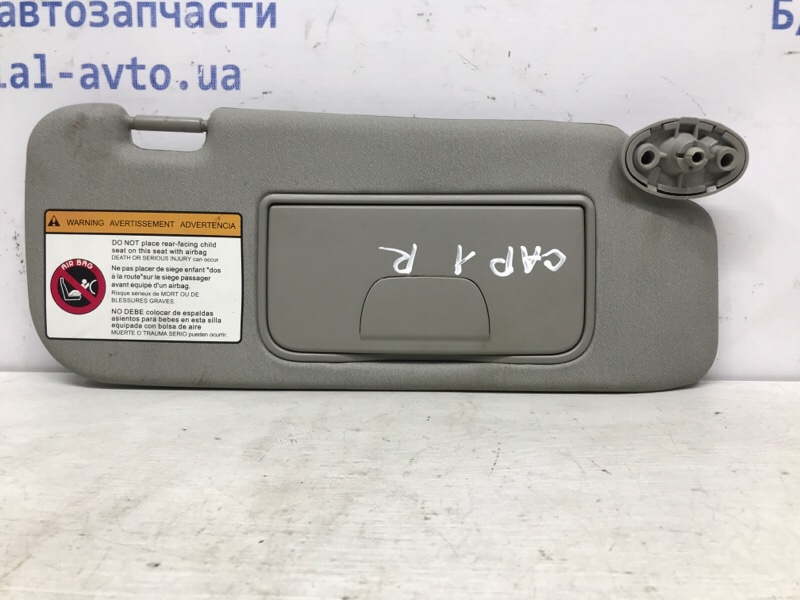 автозапчасти
ial-avto.ua
Б
WARNING AVERTISSEMENT ADVERTENCIA
DO NOT place rear-facing child
seat on this seat with airbag
DEATH OR SERIOUS INJURY can occur.
AIR BAG
Ne pas placer de siège enfant "dos
à la route"sur le siège passager
avant équipé d'un airbag.
Risque sérieux de MORT OU DE
BLESSURES GRAVES.
NO DEBE colocar de espaldas
asientos para bebes en esta silla
equipada con bolsa de aire
MUERTE O TRAUMA SERIO pueden ocurrir.
CAP 1
R